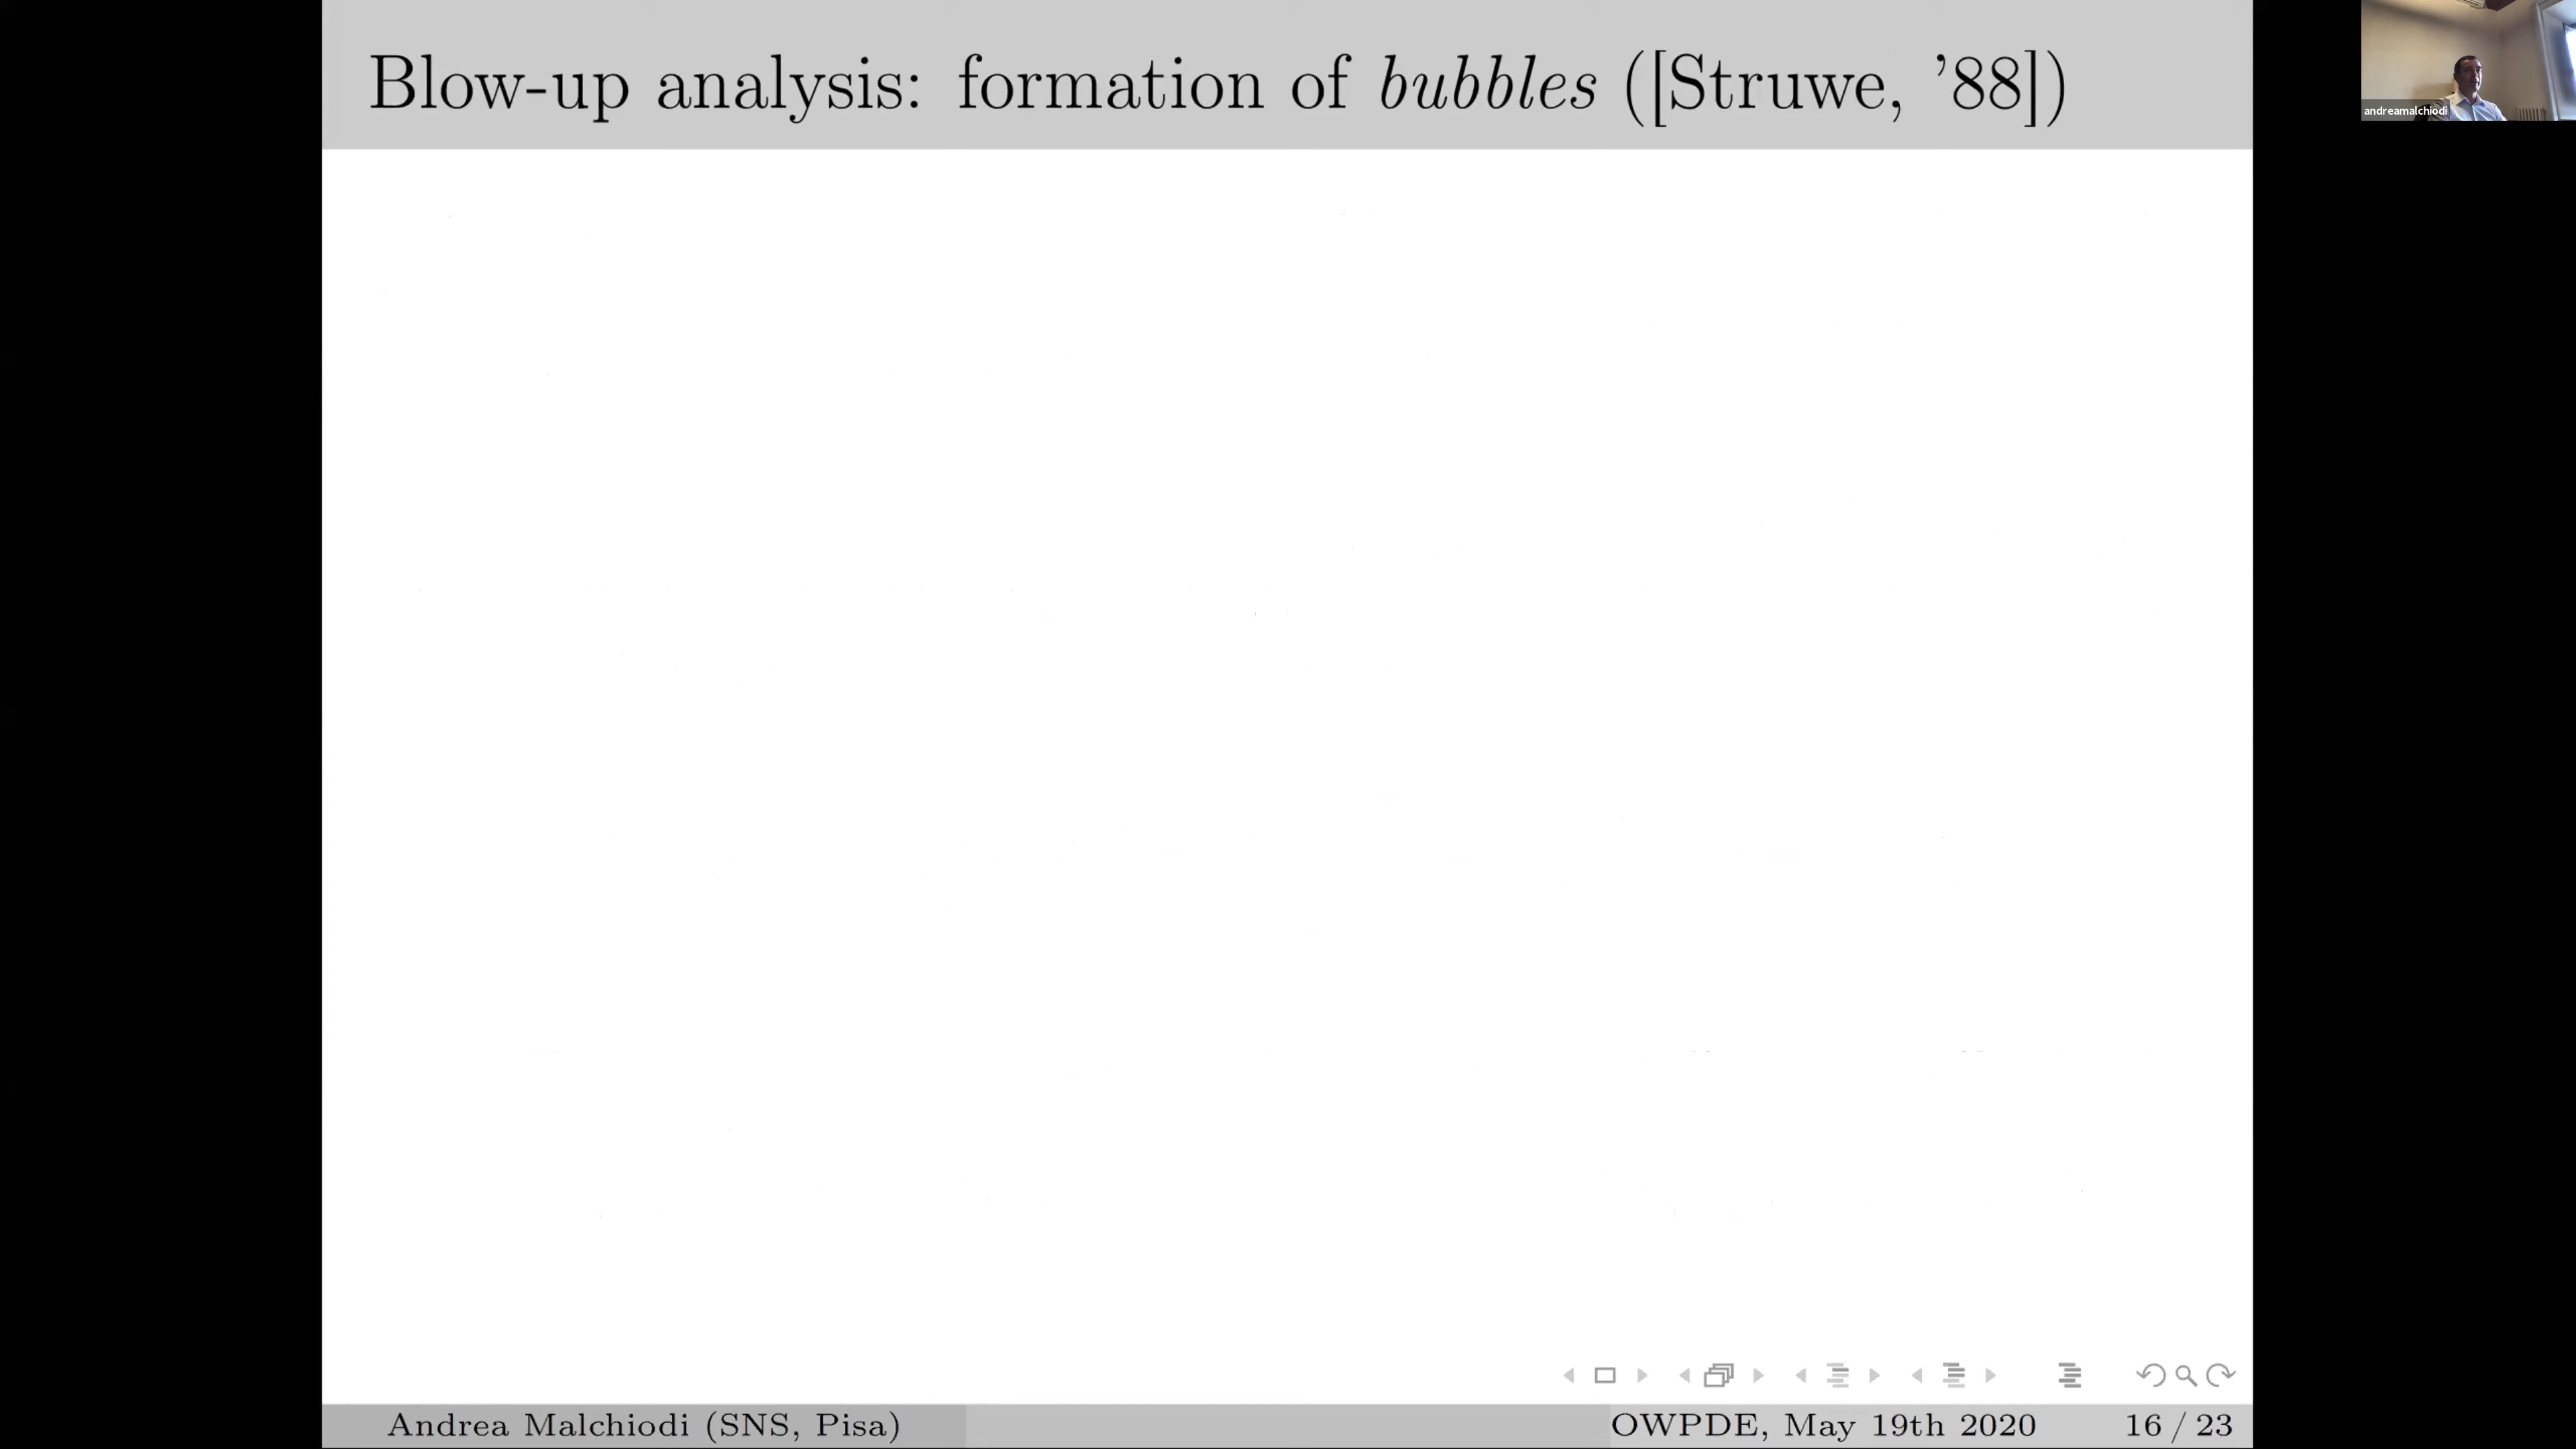 Blow-up analysis: formation of bubbles ([Struwe, ’88])
andreamalchiodi
Andrea Malchiodi (SNS, Pisa)
OWPDE, May 19th 2020
16 / 23